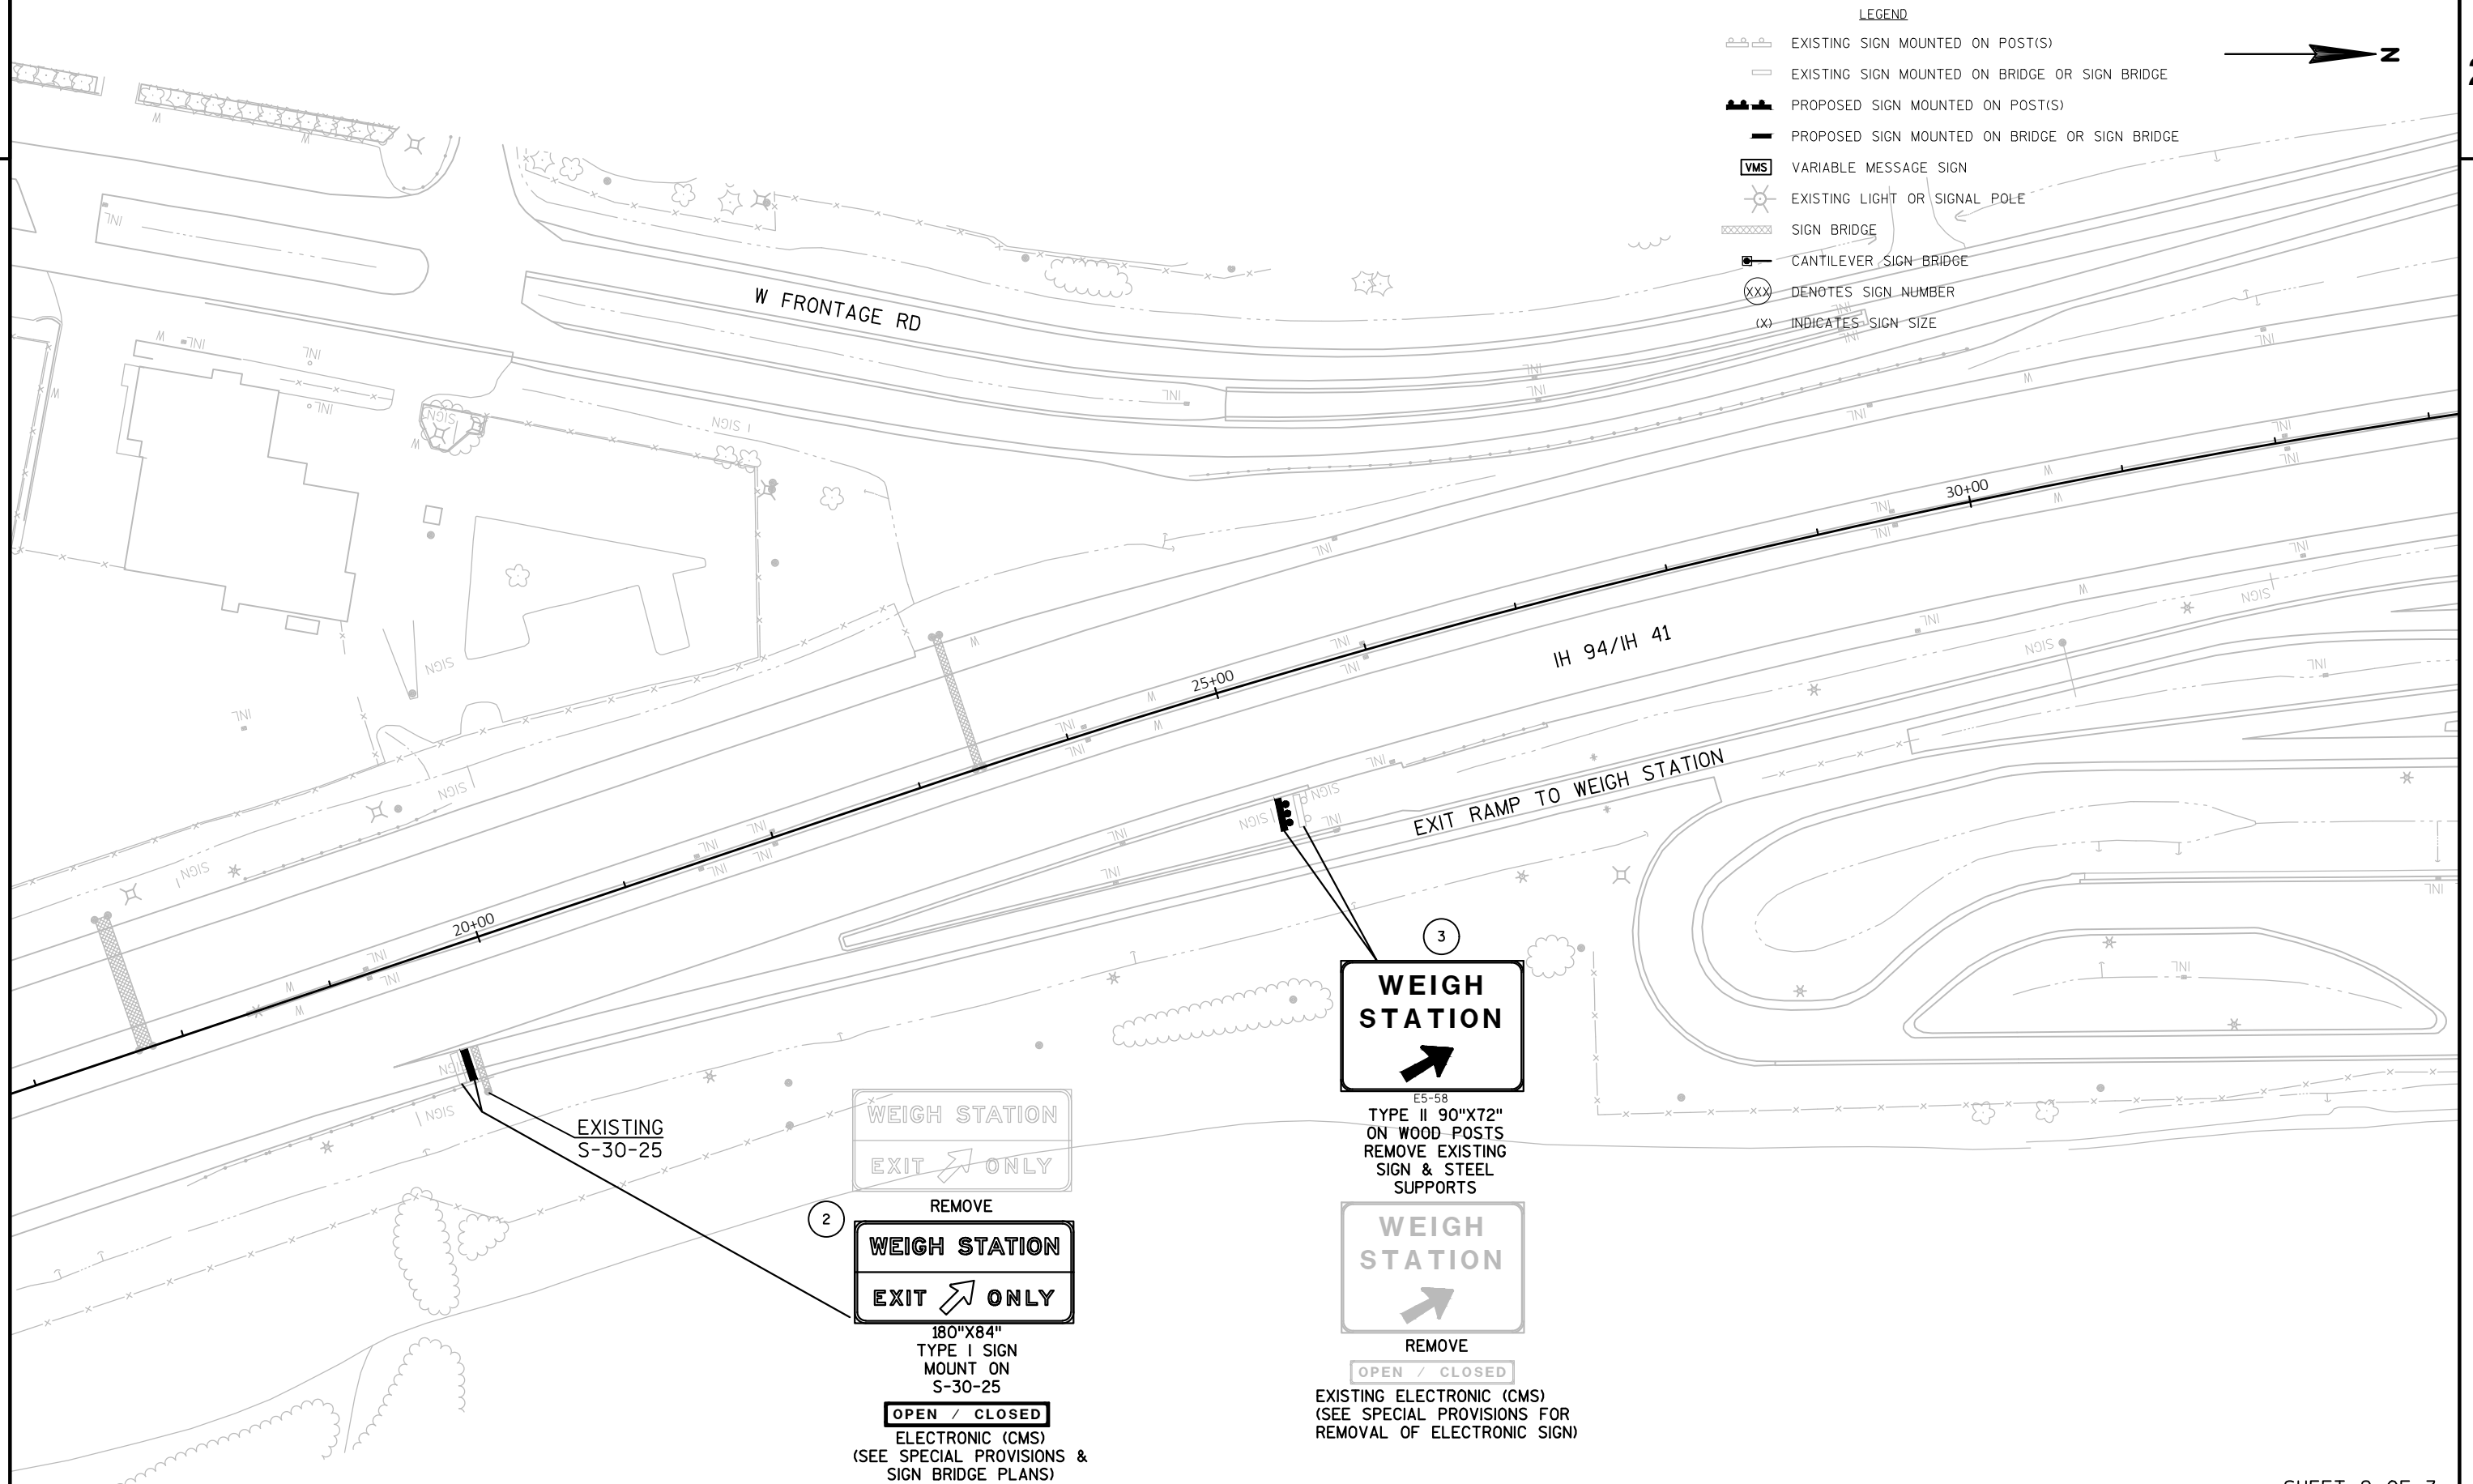 LEGEND
EXISTING SIGN MOUNTED ON POST(S)
EXISTING SIGN MOUNTED ON BRIDGE OR SIGN BRIDGE
PROPOSED SIGN MOUNTED ON POST(S)
PROPOSED SIGN MOUNTED ON BRIDGE OR SIGN BRIDGE
VMS VARIABLE MESSAGE SIGN
EXISTING LIGHT OR SIGNAL POLE
SIGN BRIDGE
CANTILEVER SIGN BRIDGE
XXX DENOTES SIGN NUMBER
(X) INDICATES SIGN SIZE
N
W FRONTAGE RD
30+00
25+00
20+00
IH 94/IH 41
EXIT RAMP TO WEIGH STATION
INL
SIGN
W
EXISTING
S-30-25
WEIGH STATION
EXIT ONLY
REMOVE
2
WEIGH STATION
EXIT ONLY
180"X84"
TYPE I SIGN
MOUNT ON
S-30-25
OPEN / CLOSED
ELECTRONIC (CMS)
(SEE SPECIAL PROVISIONS &
SIGN BRIDGE PLANS)
3
WEIGH
STATION
E5-58
TYPE II 90"X72"
ON WOOD POSTS
REMOVE EXISTING
SIGN & STEEL
SUPPORTS
WEIGH
STATION
REMOVE
OPEN / CLOSED
EXISTING ELECTRONIC (CMS)
(SEE SPECIAL PROVISIONS FOR
REMOVAL OF ELECTRONIC SIGN)